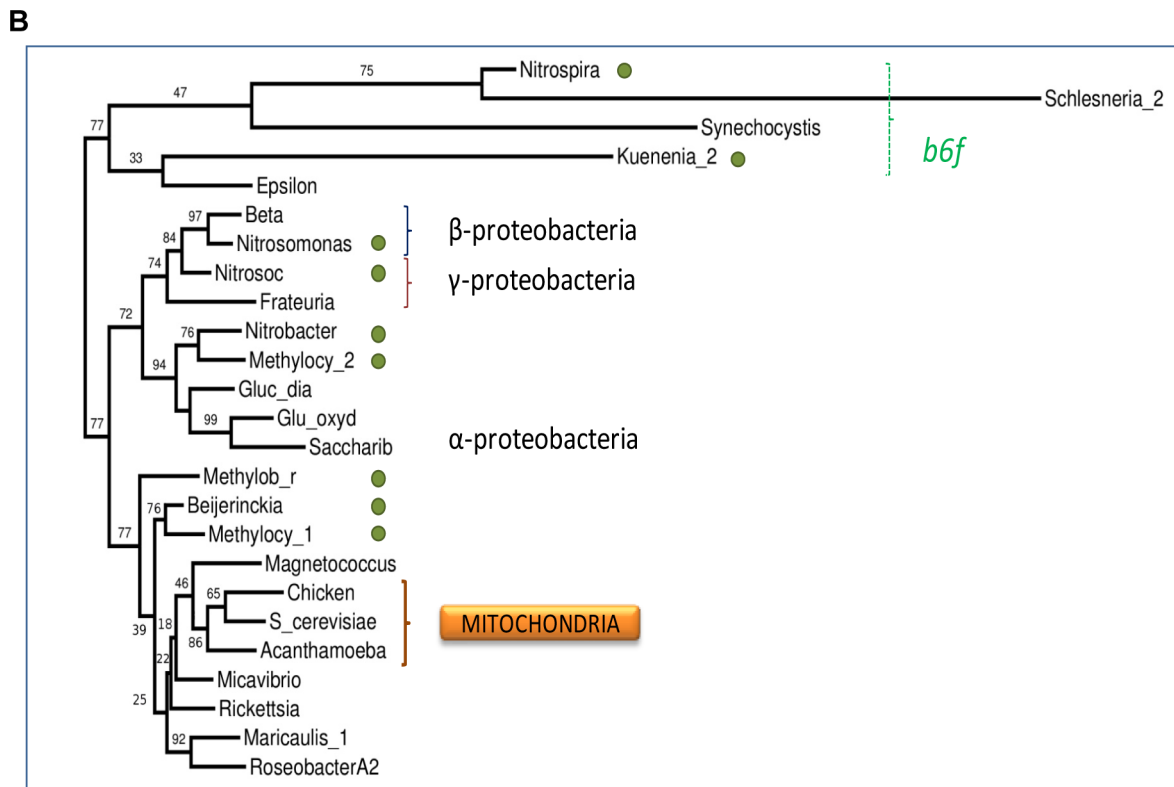 B
75
Nitrospira
Schlesneria_2
47
Synechocystis
77
b6f
33
Kuenenia_2
Epsilon
97
Beta
β-proteobacteria
84
Nitrosomonas
74
Nitrosoc
γ-proteobacteria
Frateuria
72
76
Nitrobacter
94
Methylocy_2
Gluc_dia
99
Glu_oxyd
77
α-proteobacteria
Saccharib
Methylob_r
76
Beijerinckia
77
Methylocy_1
Magnetococcus
46
65
Chicken
18
S_cerevisiae
MITOCHONDRIA
39
86
Acanthamoeba
22
Micavibrio
25
Rickettsia
92
Maricaulis_1
RoseobacterA2